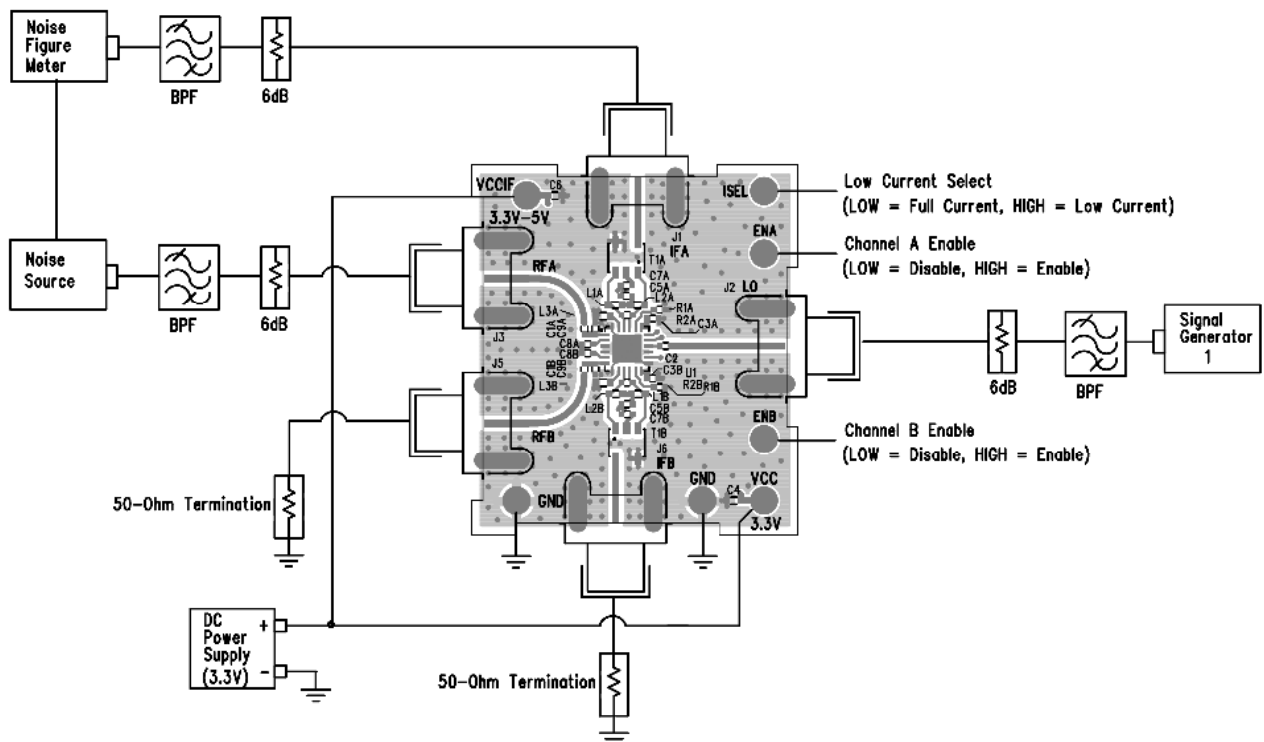 Noise
Figure
Meter
BPF
6dB
VCCIF
C6
3.3V-5V
J1
IFA
ISEL
Low Current Select
(LOW = Full Current, HIGH = Low Current)
ENA
Channel A Enable
(LOW = Disable, HIGH = Enable)
Noise
Source
BPF
6dB
RFA
T1A
C7A
C5A
L1A
L2A
L3A
R1A
R2A
C3A
C1A
C9A
J2
LO
J3
C8A
C8B
C2
C3B
U1
J5
C1B
C9B
L3B
R2B
R1B
L1B
L2B
C5B
C7B
T1B
RFB
J6
IFB
6dB
BPF
Signal
Generator
1
ENB
Channel B Enable
(LOW = Disable, HIGH = Enable)
50-Ohm Termination
GND
GND
C4
VCC
3.3V
DC
Power
Supply
(3.3V)
+
-
50-Ohm Termination